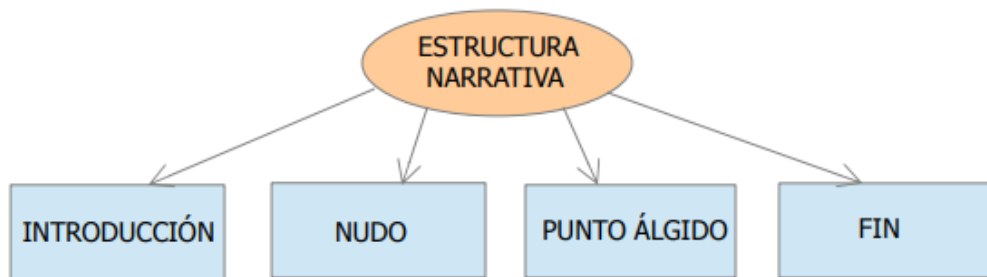 ESTRUCTURA
NARRATIVA
INTRODUCCIÓN
NUDO
PUNTO ÁLGIDO
FIN